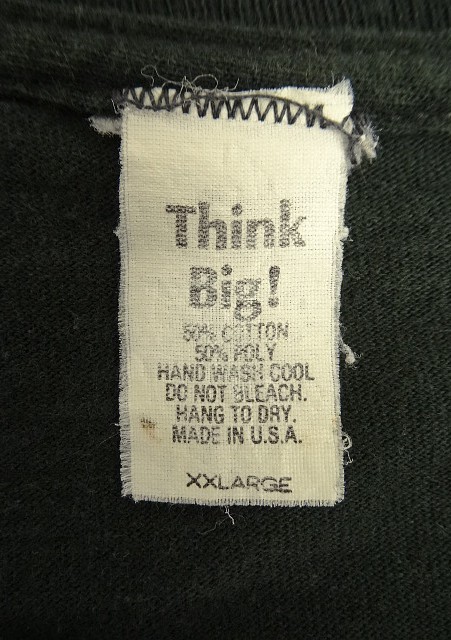 Think
Big!
50% COTTON
50% POLY
HAND WASH COOL
DO NOT BLEACH.
HANG TO DRY.
MADE IN U.S.A.
XXLARGE